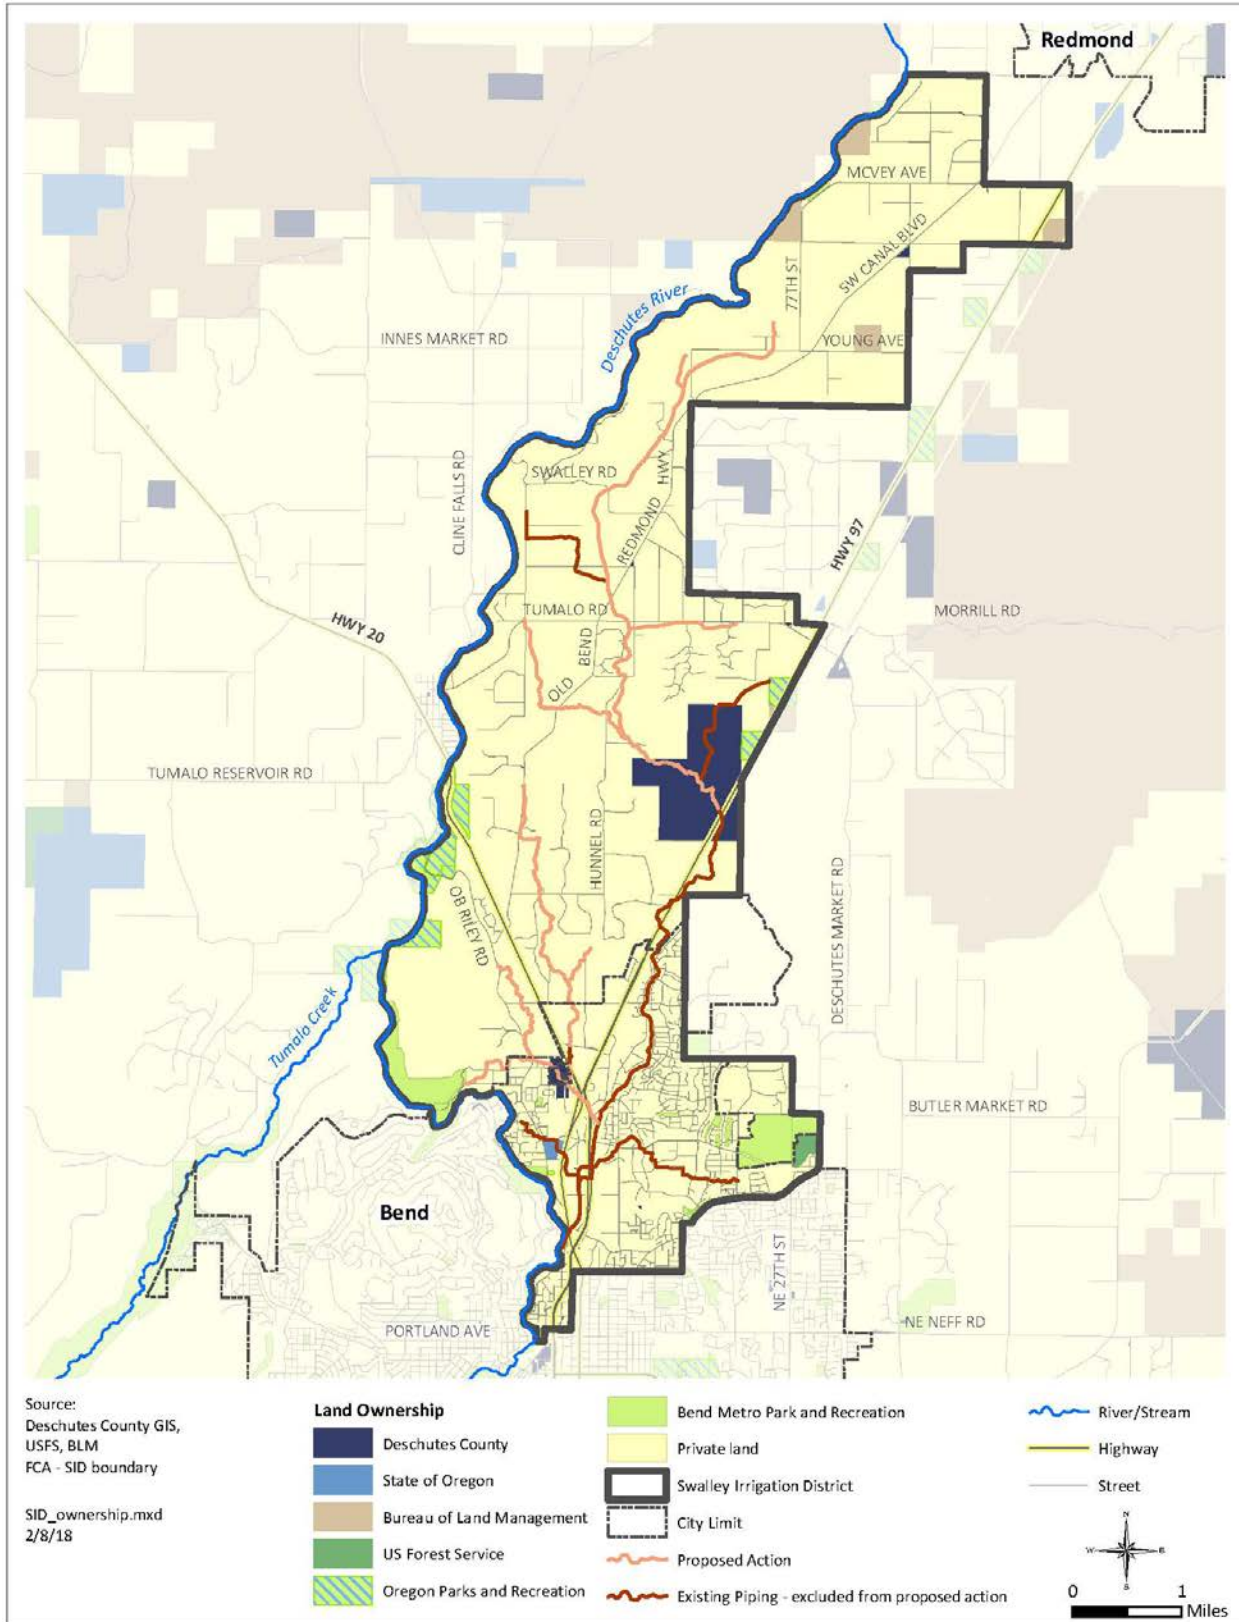 Redmond
MCVEY AVE
SW CANAL BLVD
77TH ST
Deschutes River
INNES MARKET RD
YOUNG AVE
SWALLEY RD
HWY
CLINE FALLS RD
REDMOND
HWY 97
TUMALO RD
MORRILL RD
HWY 20
BEND
OLD
TUMALO RESERVOIR RD
HUNNEL RD
OB RILEY RD
DESCHUTES MARKET RD
Tumalo Creek
BUTLER MARKET RD
Bend
NE 27TH ST
PORTLAND AVE
NE NEFF RD
Source:
Deschutes County GIS,
USFS, BLM
FCA - SID boundary
SID_ownership.mxd
2/8/18
Land Ownership
Deschutes County
State of Oregon
Bureau of Land Management
US Forest Service
Oregon Parks and Recreation
Bend Metro Park and Recreation
Private land
Swalley Irrigation District
City Limit
Proposed Action
Existing Piping - excluded from proposed action
River/Stream
Highway
Street
N
W E
S
0 1
Miles